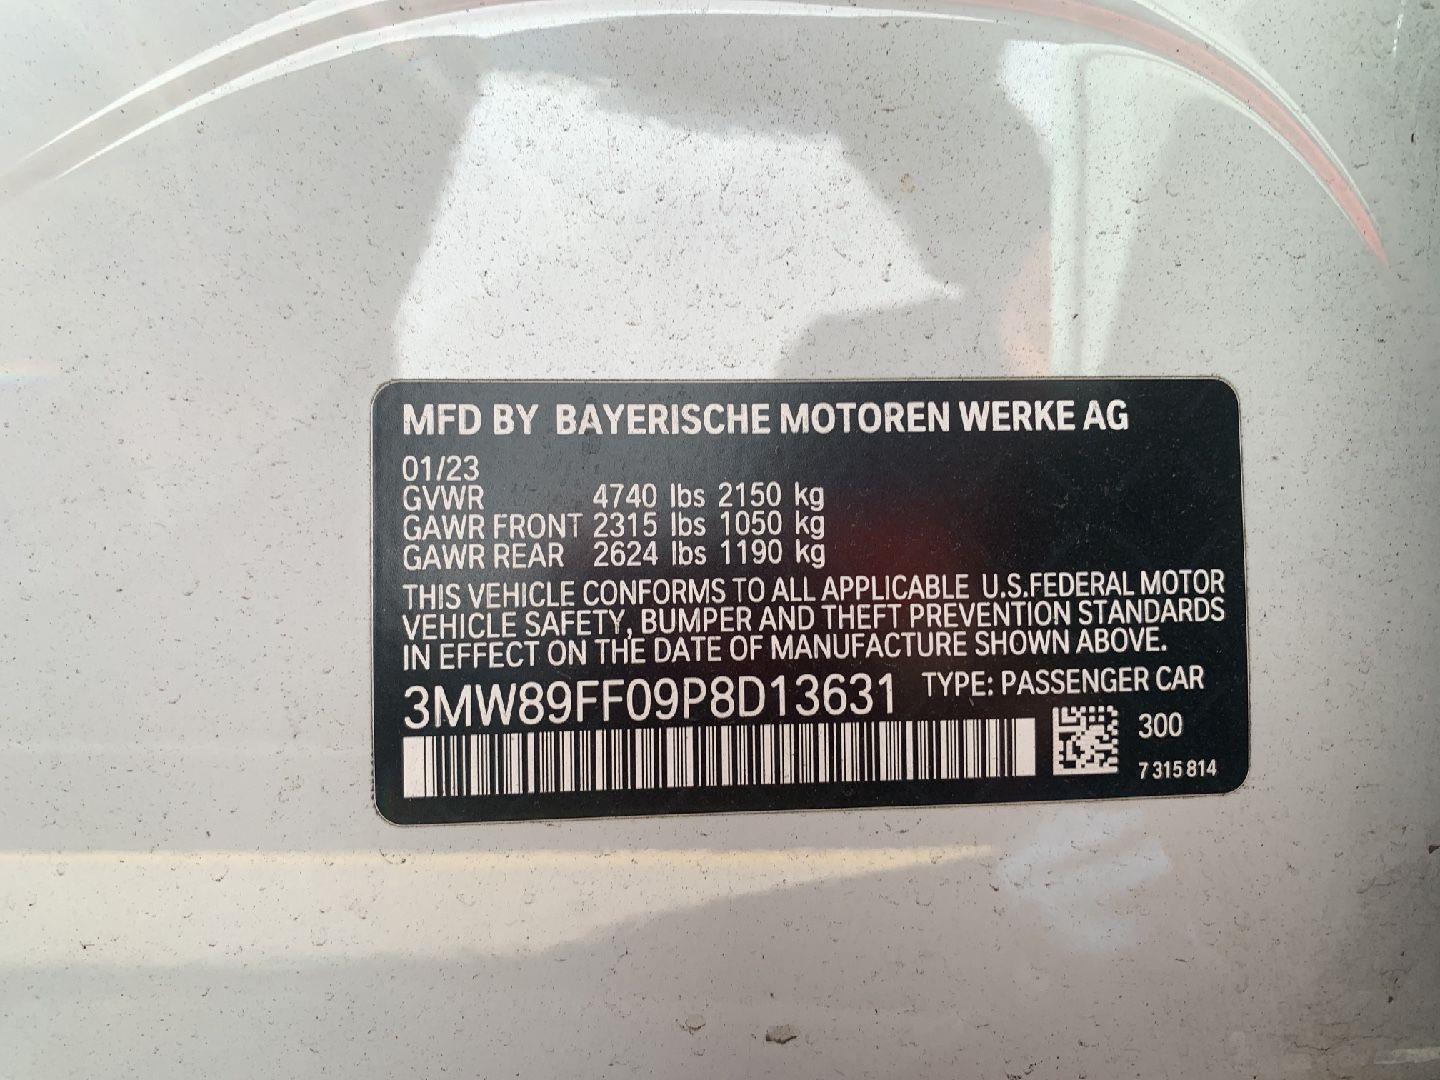 MFD BY BAYERISCHE MOTOREN WERKE AG
01/23
GVWR 4740 lbs 2150 kg
GAWR FRONT 2315 lbs 1050 kg
GAWR REAR 2624 lbs 1190 kg
THIS VEHICLE CONFORMS TO ALL APPLICABLE U.S.FEDERAL MOTOR
VEHICLE SAFETY, BUMPER AND THEFT PREVENTION STANDARDS
IN EFFECT ON THE DATE OF MANUFACTURE SHOWN ABOVE.
3MW89FF09P8D13631 TYPE: PASSENGER CAR
300
7 315 814